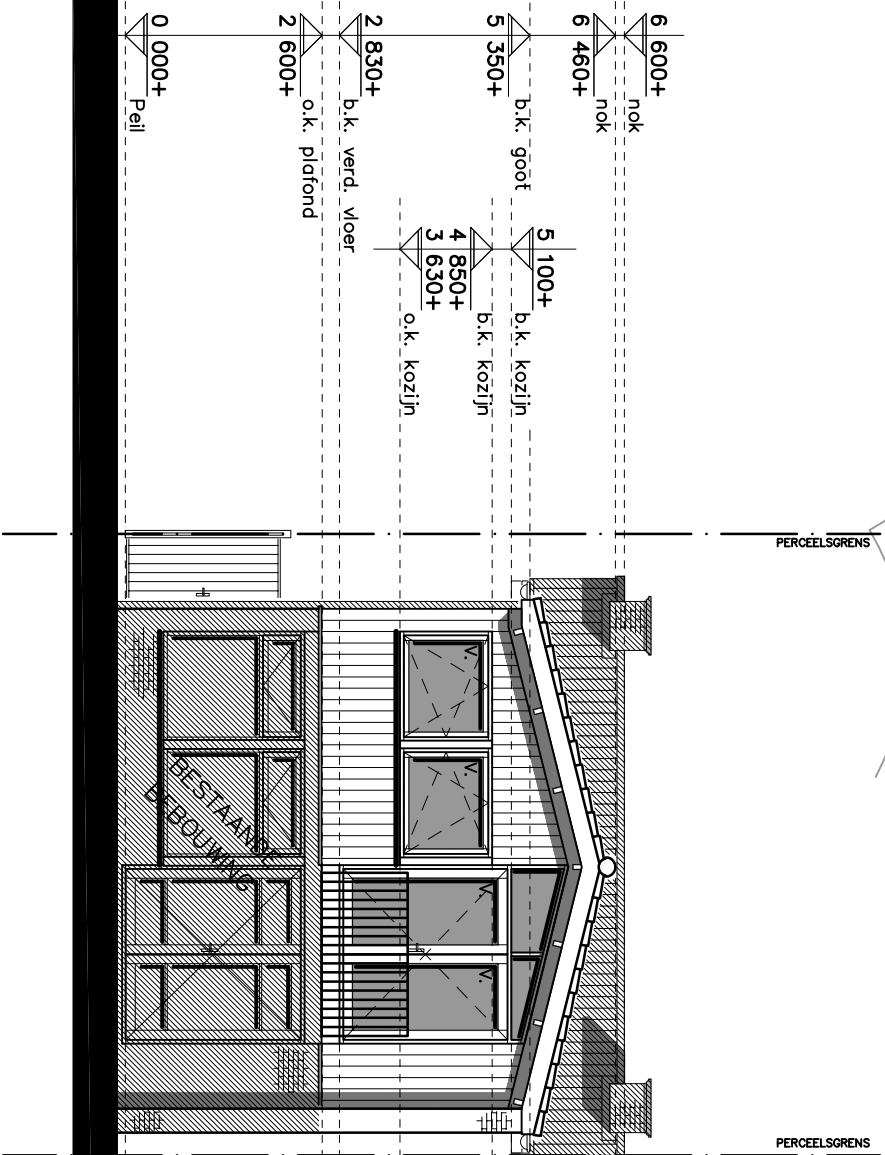 6 600+
nok
6 460+
nok
5 350+
b.k. goot
2 830+
b.k. verd. vloer
2 600+
o.k. plafond
0 000+
Peil
5 100+
b.k. kozijn
4 850+
b.k. kozijn
3 630+
o.k. kozijn
PERCEELSGRENS
V.
V.
V.
V.
BESTAANDE
BEBOUWING
PERCEELSGRENS